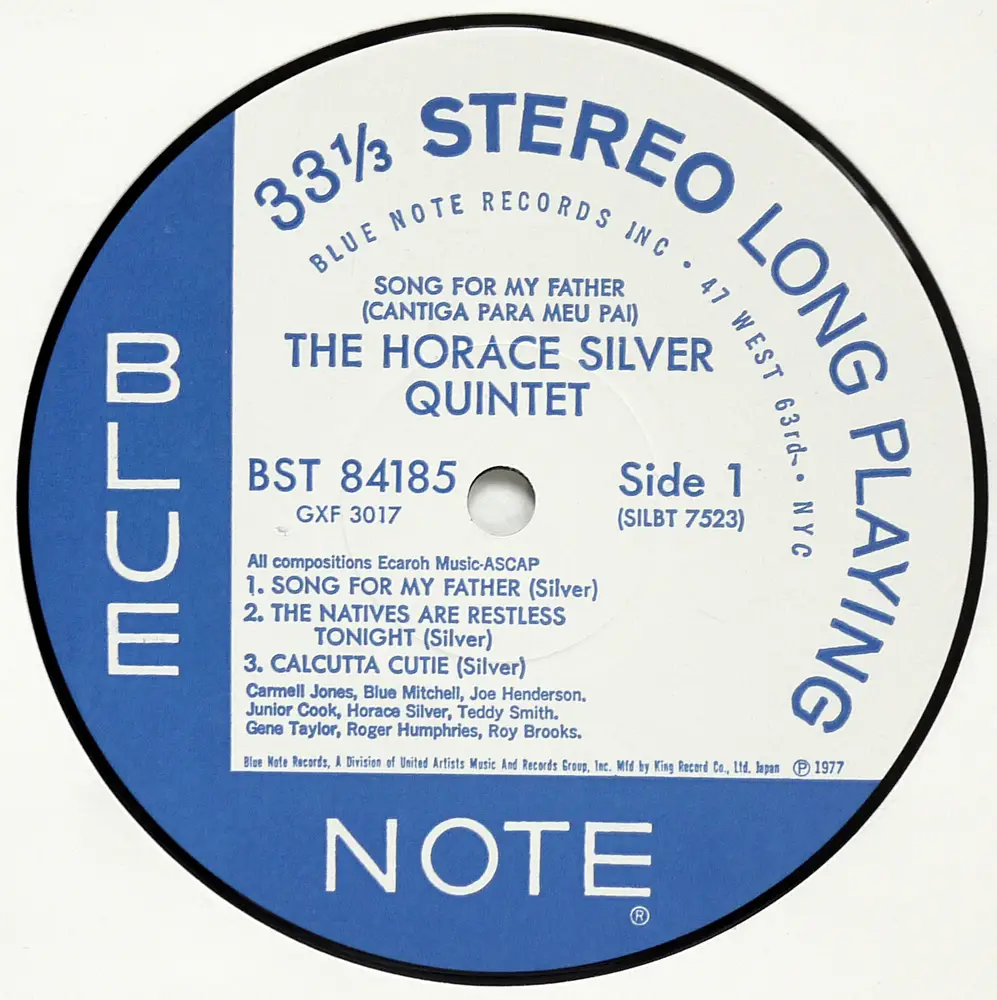 33⅓ STEREO LONG PLAYING
BLUE NOTE RECORDS INC • 47 WEST 63rd • NYC
SONG FOR MY FATHER
(CANTIGA PARA MEU PAI)
THE HORACE SILVER
QUINTET
BST 84185
GXF 3017
Side 1
(SILBT 7523)
All compositions Ecaroh Music-ASCAP
1. SONG FOR MY FATHER (Silver)
2. THE NATIVES ARE RESTLESS
TONIGHT (Silver)
3. CALCUTTA CUTIE (Silver)
Carmell Jones, Blue Mitchell, Joe Henderson.
Junior Cook, Horace Silver, Teddy Smith.
Gene Taylor, Roger Humphries, Roy Brooks.
Blue Note Records, A Division of United Artists Music And Records Group, Inc. Mfd by King Record Co., Ltd. Japan ℗ 1977
BLUE
NOTE
®